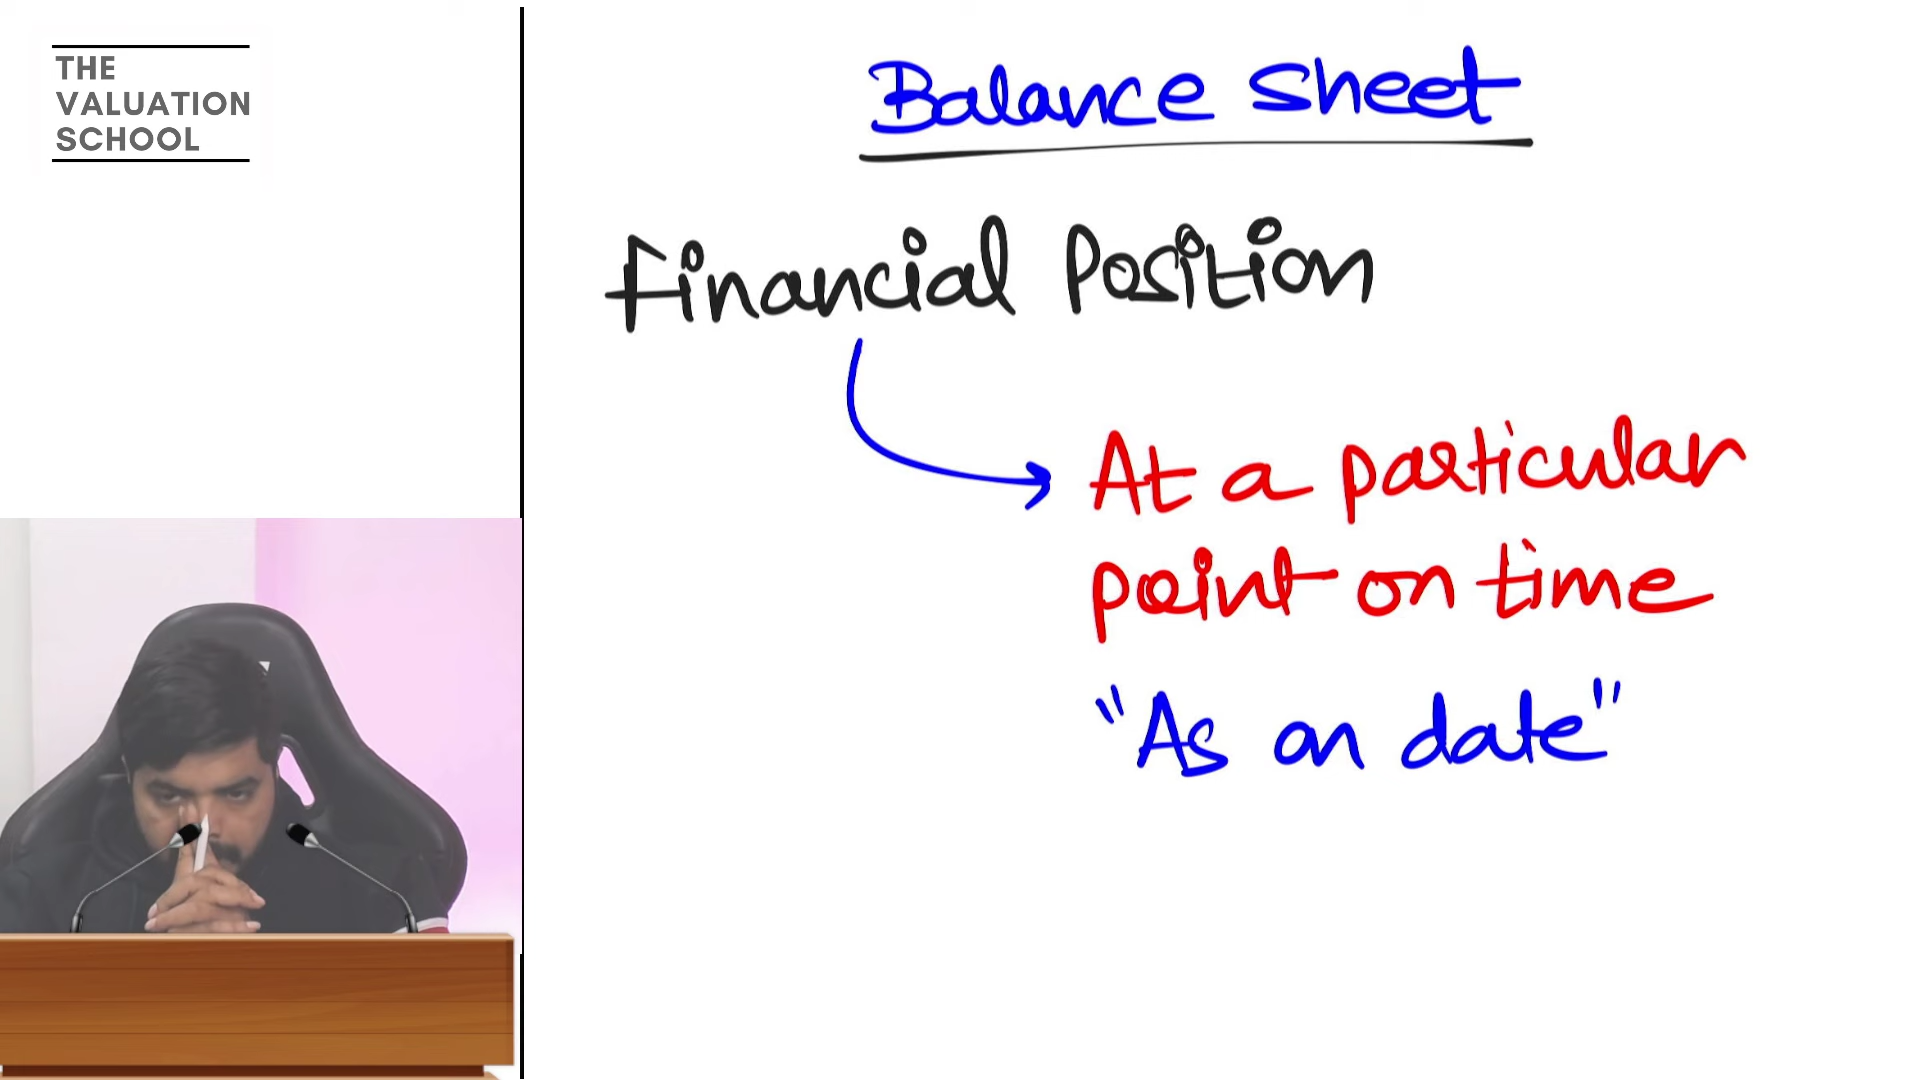 THE
VALUATION
SCHOOL
Balance Sheet
Financial Position
At a particular
point on time
"As on date"